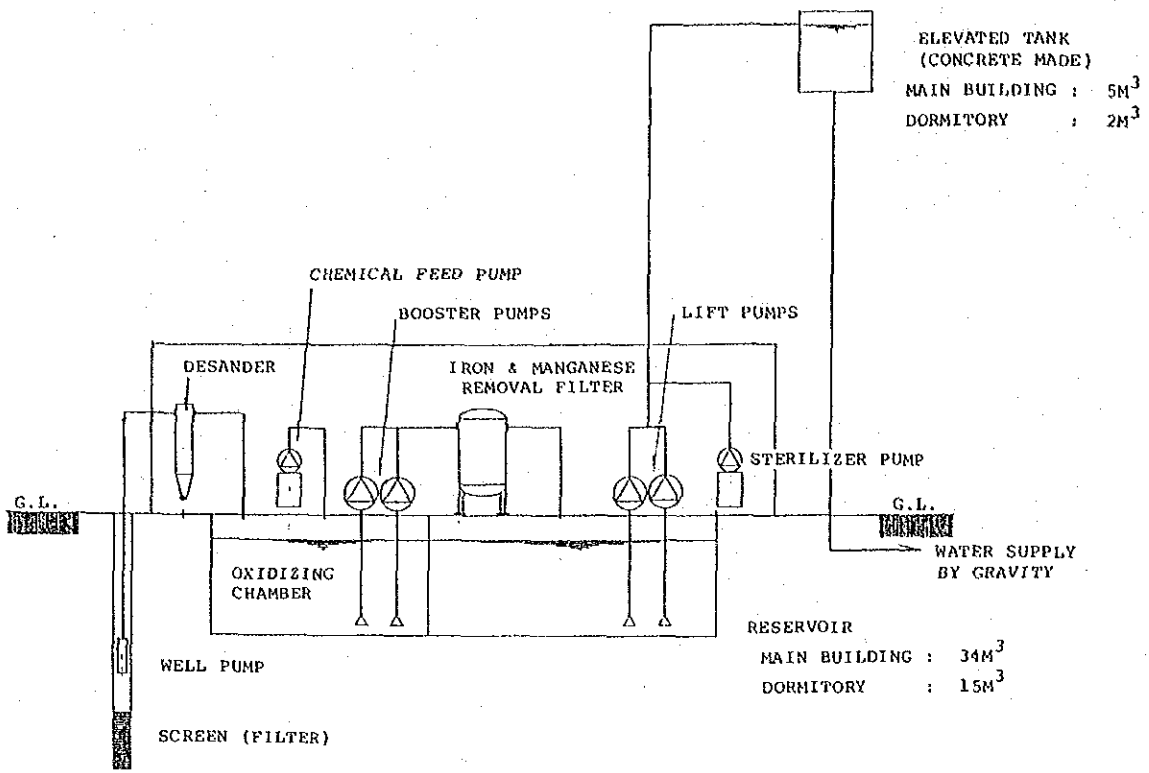 ELEVATED TANK
(CONCRETE MADE)
MAIN BUILDING : 5M³
DORMITORY : 2M³
CHEMICAL FEED PUMP
BOOSTER PUMPS
LIFT PUMPS
DESANDER
IRON & MANGANESE
REMOVAL FILTER
STERILIZER PUMP
G.L.
G.L.
WATER SUPPLY
BY GRAVITY
OXIDIZING
CHAMBER
RESERVOIR
MAIN BUILDING : 34M³
DORMITORY : 15M³
WELL PUMP
SCREEN (FILTER)